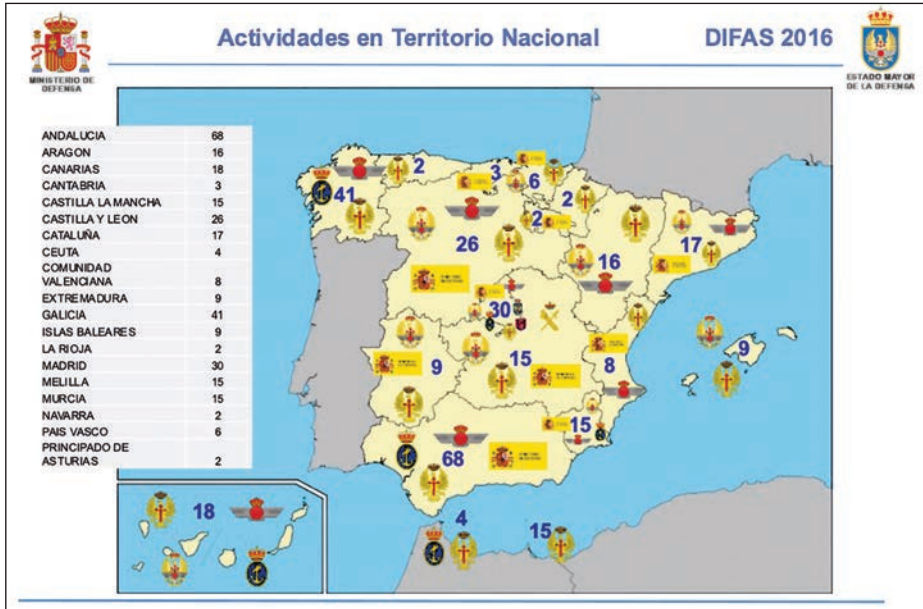 Actividades en Territorio Nacional
DIFAS 2016
MINISTERIO DE
DEFENSA
ESTADO MAYOR
DE LA DEFENSA
ANDALUCIA 68
ARAGON 16
CANARIAS 18
CANTABRIA 3
CASTILLA LA MANCHA 15
CASTILLA Y LEON 26
CATALUÑA 17
CEUTA 4
COMUNIDAD
VALENCIANA 8
EXTREMADURA 9
GALICIA 41
ISLAS BALEARES 9
LA RIOJA 2
MADRID 30
MELILLA 15
MURCIA 15
NAVARRA 2
PAIS VASCO 6
PRINCIPADO DE
ASTURIAS 2
2
3
6
2
41
2
26
16
17
30
9
15
8
9
15
68
4
15
18